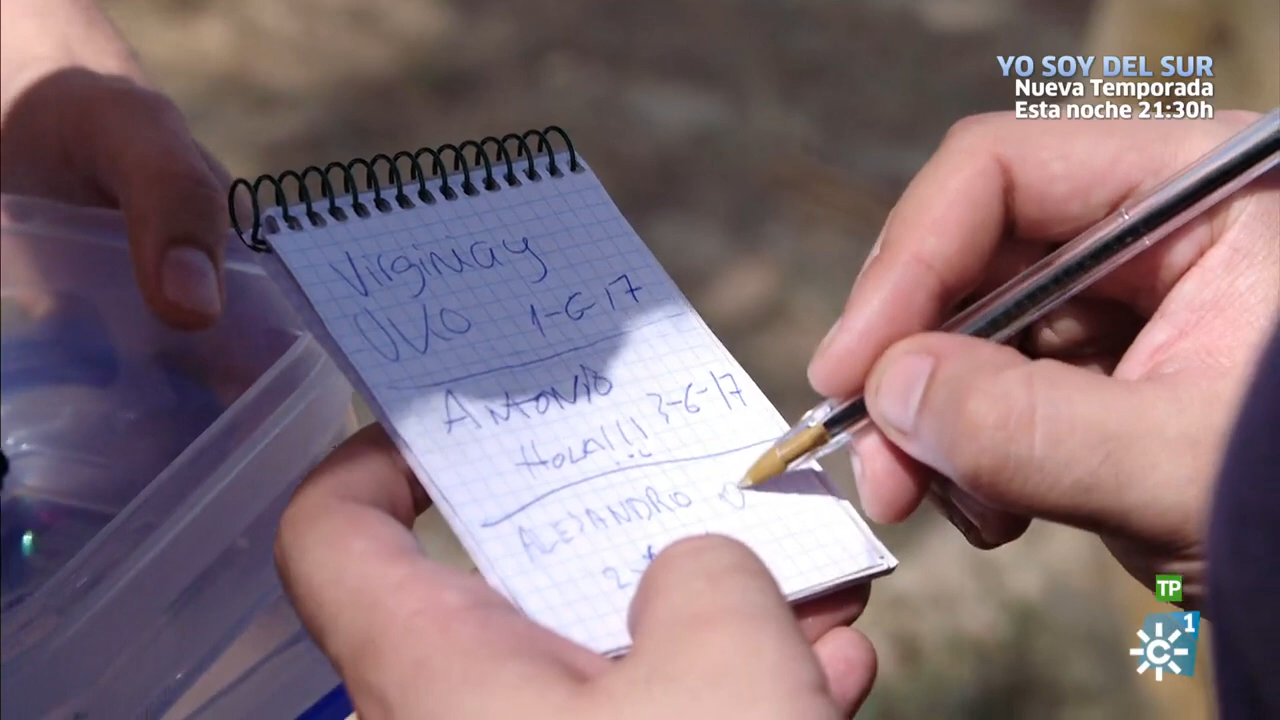 YO SOY DEL SUR
Nueva Temporada
Esta noche 21:30h
Virginia y
1-6-17
ANTONIO
3-6-17
HOLA!!!
ALEJANDRO
TP
C 1